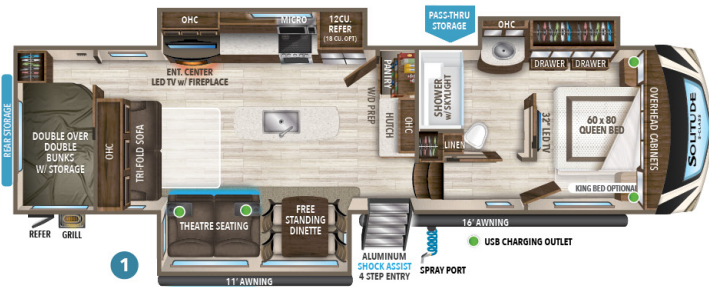 OHC
MICRO
12CU.
REFER
(18 CU. OPT)
PASS-THRU
STORAGE
OHC
DRAWER
DRAWER
ENT. CENTER
LED TV w/ FIREPLACE
PANTRY
W/D PREP
HUTCH
OHC
SHOWER
w/ SKYLIGHT
LINEN
32" LED TV
60 x 80
QUEEN BED
KING BED OPTIONAL
OVERHEAD CABINETS
SOLITUDE
REAR STORAGE
DOUBLE OVER
DOUBLE
BUNKS
W/ STORAGE
OHC
TRI-FOLD SOFA
THEATRE SEATING
FREE
STANDING
DINETTE
REFER
GRILL
1
11' AWNING
ALUMINUM
SHOCK ASSIST
4 STEP ENTRY
SPRAY PORT
16' AWNING
USB CHARGING OUTLET